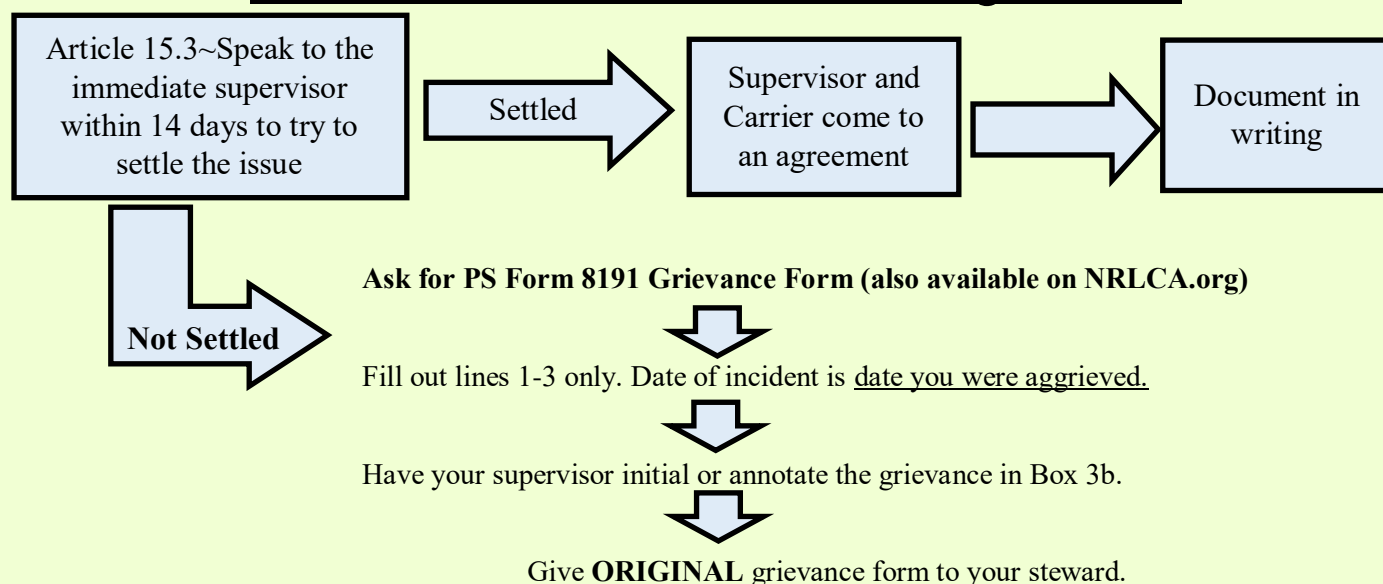 Article 15.3~Speak to the
immediate supervisor
within 14 days to try to
settle the issue
Settled
Supervisor and
Carrier come to
an agreement
Document in
writing
Not Settled
Ask for PS Form 8191 Grievance Form (also available on NRLCA.org)
Fill out lines 1-3 only. Date of incident is date you were aggrieved.
Have your supervisor initial or annotate the grievance in Box 3b.
Give ORIGINAL grievance form to your steward.